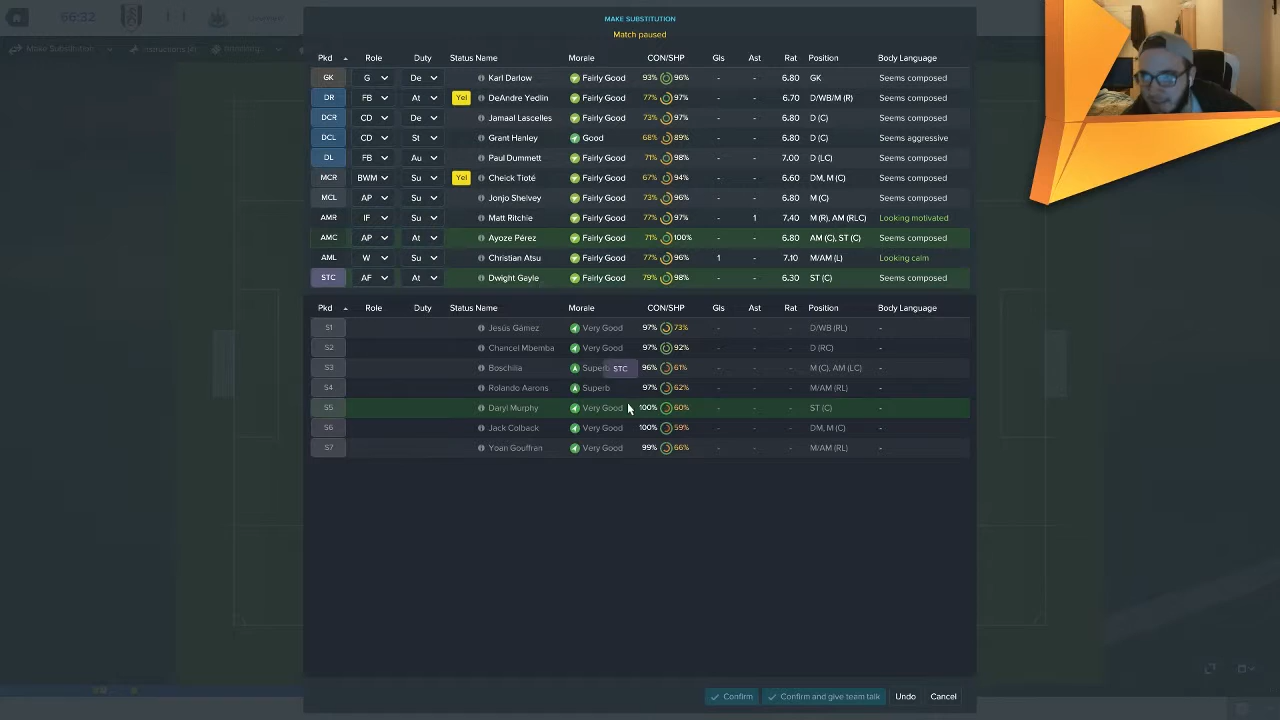 66:32 1 1
Make Substitution
MAKE SUBSTITUTION
Match paused
Pkd Role Duty Status Name Morale CON/SHP Gls Ast Rat Position Body Language
GK G De Karl Darlow Fairly Good 93% 96% - - 6.80 GK Seems composed
DR FB At Yel DeAndre Yedlin Fairly Good 77% 97% - - 6.70 D/WB/M (R) Seems composed
DCR CD De Jamaal Lascelles Fairly Good 73% 97% - - 6.80 D (C) Seems composed
DCL CD St Grant Hanley Good 68% 89% - - 6.80 D (C) Seems aggressive
DL FB Au Paul Dummett Fairly Good 71% 98% - - 7.00 D (LC) Seems composed
MCR BWM Su Yel Cheick Tioté Fairly Good 67% 94% - - 6.60 DM, M (C) Seems composed
MCL AP Su Jonjo Shelvey Fairly Good 73% 96% - - 6.80 M (C) Seems composed
AMR IF Su Matt Ritchie Fairly Good 77% 97% - 1 7.40 M (R), AM (RLC) Looking motivated
AMC AP At Ayoze Pérez Fairly Good 71% 100% - - 6.80 AM (C), ST (C) Seems composed
AML W Su Christian Atsu Fairly Good 77% 96% 1 - 7.10 M/AM (L) Looking calm
STC AF At Dwight Gayle Fairly Good 79% 98% - - 6.30 ST (C) Seems composed
Pkd Role Duty Status Name Morale CON/SHP Gls Ast Rat Position Body Language
S1 Jesús Gámez Very Good 97% 73% - - - D/WB (RL) -
S2 Chancel Mbemba Very Good 97% 92% - - - D (RC) -
S3 Boschilia Superb STC 96% 61% - - - M (C), AM (LC) -
S4 Rolando Aarons Superb 97% 62% - - - M/AM (RL) -
S5 Daryl Murphy Very Good 100% 60% - - - ST (C) -
S6 Jack Colback Very Good 100% 59% - - - DM, M (C) -
S7 Yoan Gouffran Very Good 99% 66% - - - M/AM (RL) -
Confirm Confirm and give team talk Undo Cancel